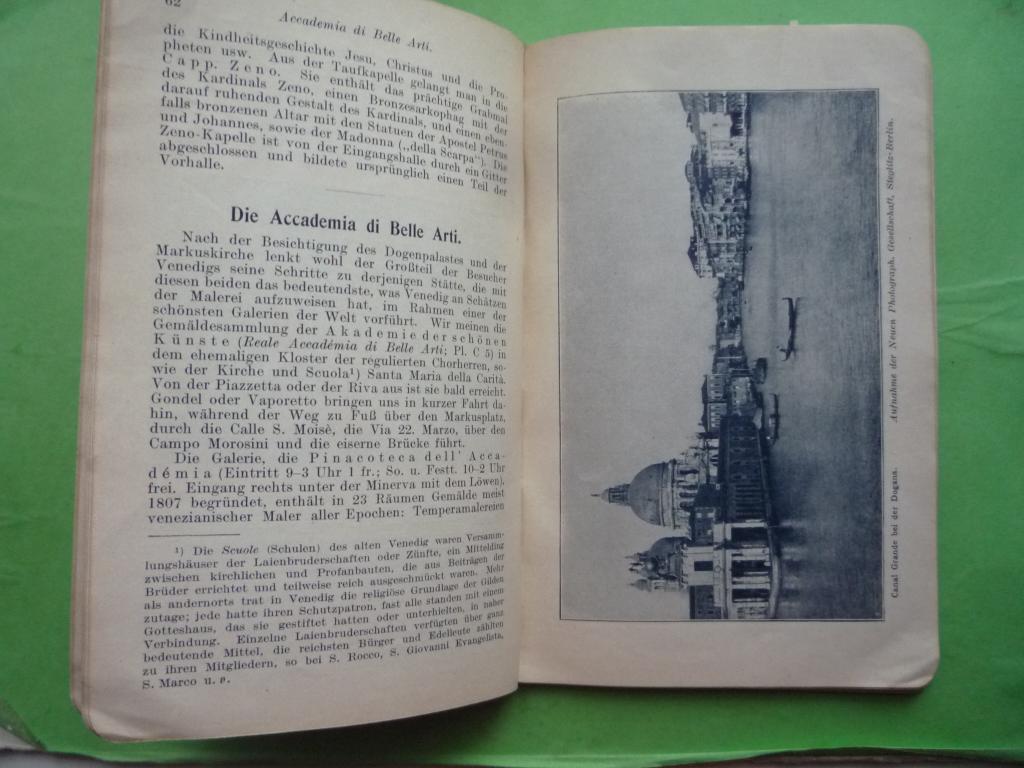 62
Accademia di Belle Arti.
die Kindheitsgeschichte Jesu, Christus und die Pro-
pheten usw. Aus der Taufkapelle gelangt man in die
Capp. Zeno. Sie enthält das prächtige Grabmal
des Kardinals Zeno, einen Bronzesarkophag mit der
darauf ruhenden Gestalt des Kardinals, und einen eben-
falls bronzenen Altar mit den Statuen der Apostel Petrus
und Johannes, sowie der Madonna („della Scarpa“). Die
Zeno-Kapelle ist von der Eingangshalle durch ein Gitter
abgeschlossen und bildete ursprünglich einen Teil der
Vorhalle.
Die Accademia di Belle Arti.
Nach der Besichtigung des Dogenpalastes und der
Markuskirche lenkt wohl der Großteil der Besucher
Venedigs seine Schritte zu derjenigen Stätte, die mit
diesen beiden das bedeutendste, was Venedig an Schätzen
der Malerei aufzuweisen hat, im Rahmen einer der
schönsten Galerien der Welt vorführt. Wir meinen die
Gemäldesammlung der Akademie der schönen
Künste (Reale Accadémia di Belle Arti; Pl. C 5) in
dem ehemaligen Kloster der regulierten Chorherren, so-
wie der Kirche und Scuola¹) Santa Maria della Carità.
Von der Piazzetta oder der Riva aus ist sie bald erreicht.
Gondel oder Vaporetto bringen uns in kurzer Fahrt da-
hin, während der Weg zu Fuß über den Markusplatz,
durch die Calle S. Moisè, die Via 22. Marzo, über den
Campo Morosini und die eiserne Brücke führt.
Die Galerie, die Pinacoteca dell' Acca-
démia (Eintritt 9–3 Uhr 1 fr.; So. u. Festt. 10–2 Uhr
frei. Eingang rechts unter der Minerva mit dem Löwen),
1807 begründet, enthält in 23 Räumen Gemälde meist
venezianischer Maler aller Epochen: Temperamalereien
¹) Die Scuole (Schulen) des alten Venedig waren Versamm-
lungshäuser der Laienbruderschaften oder Zünfte, ein Mittelding
zwischen kirchlichen und Profanbauten, die aus Beiträgen der
Brüder errichtet und teilweise reich ausgeschmückt waren. Mehr
als andernorts trat in Venedig die religiöse Grundlage der Gilden
zutage; jede hatte ihren Schutzpatron, fast alle standen mit einem
Gotteshaus, das sie gestiftet hatten oder unterhielten, in naher
Verbindung. Einzelne Laienbruderschaften verfügten über ganz
bedeutende Mittel, die reichsten Bürger und Edelleute zählten
zu ihren Mitgliedern, so bei S. Rocco, S. Giovanni Evangelista,
S. Marco u. a.
Canal Grande bei der Dogana.
Aufnahme der Neuen Photograph. Gesellschaft, Steglitz-Berlin.